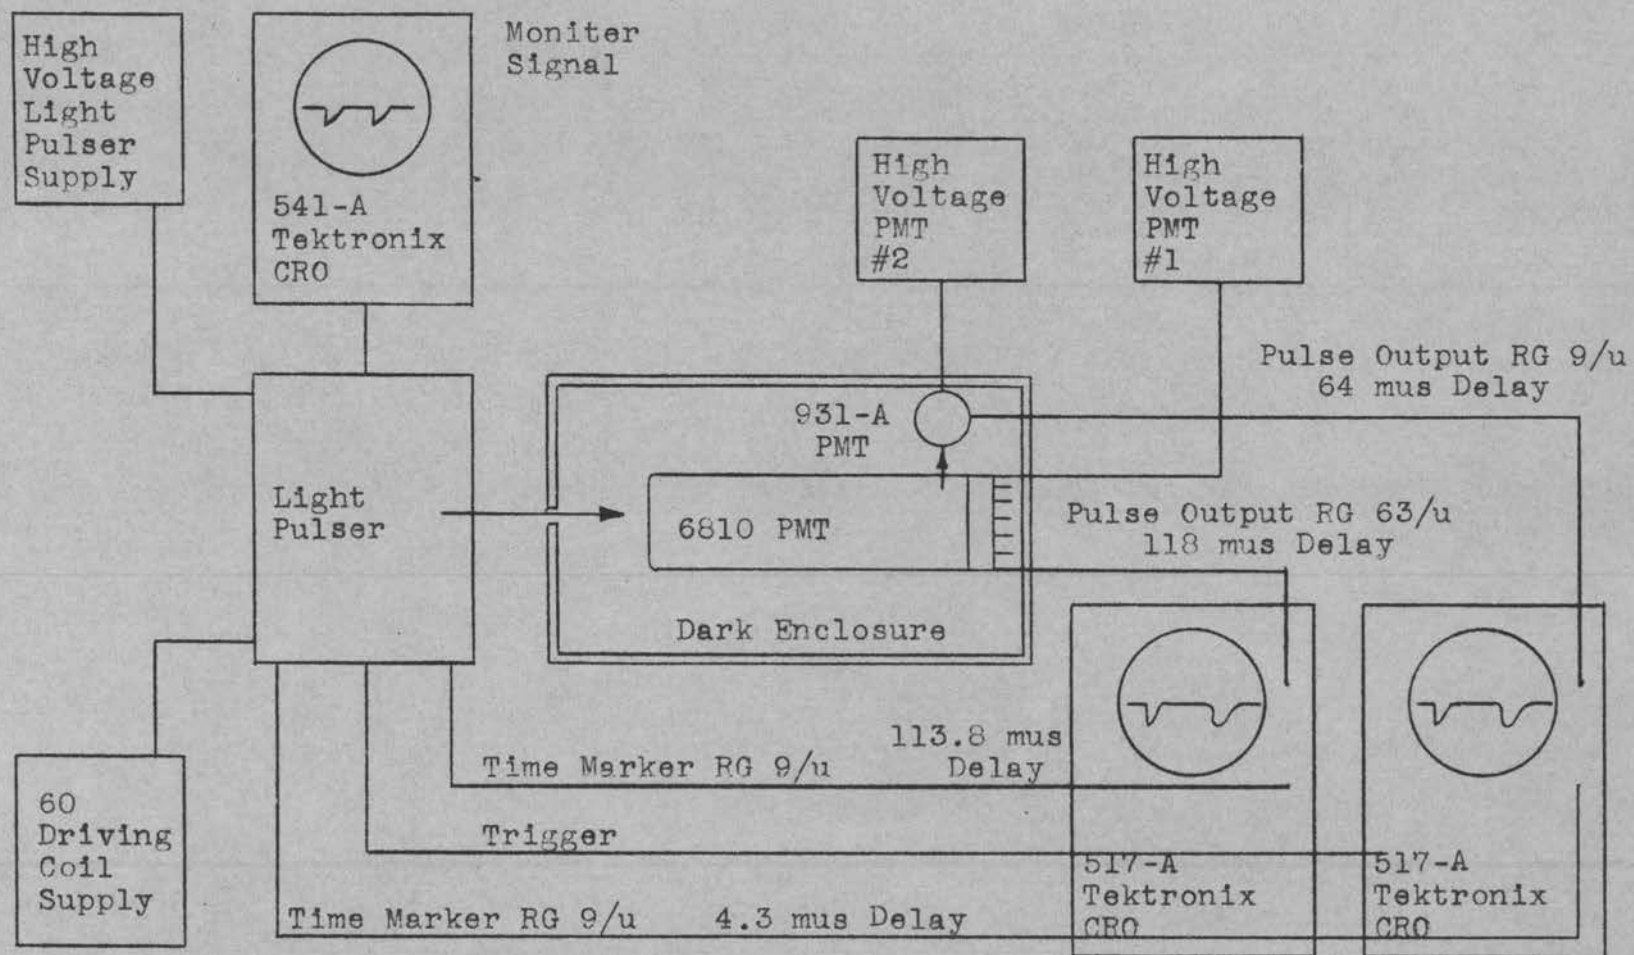 High
Voltage
Light
Pulser
Supply
541-A
Tektronix
CRO
Moniter
Signal
High
Voltage
PMT
#2
High
Voltage
PMT
#1
Pulse Output RG 9/u
64 mus Delay
931-A
PMT
Light
Pulser
6810 PMT
Pulse Output RG 63/u
118 mus Delay
Dark Enclosure
113.8 mus
Delay
Time Marker RG 9/u
60
Driving
Coil
Supply
Trigger
517-A
Tektronix
CRO
517-A
Tektronix
CRO
Time Marker RG 9/u 4.3 mus Delay